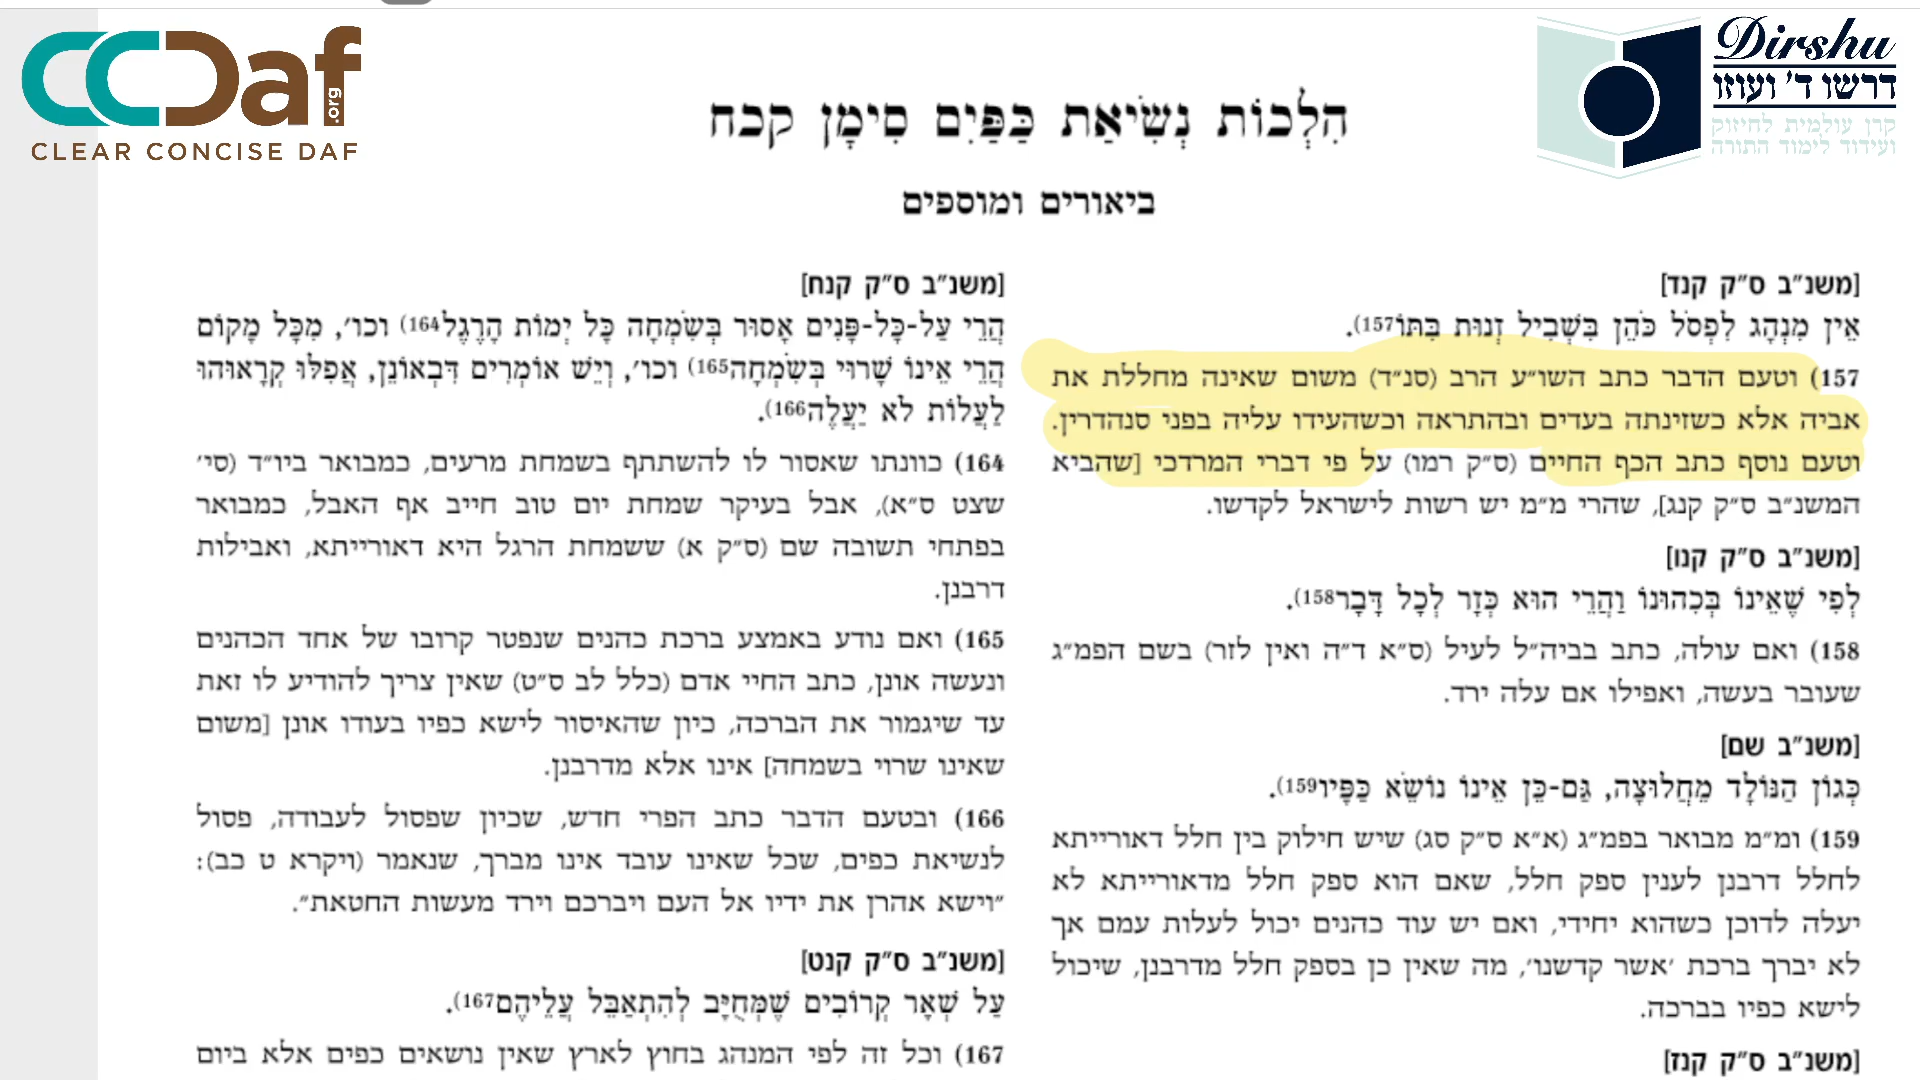 CCDaf.org
CLEAR CONCISE DAF
Dirshu
דרשו ד' ועוזו
קרן עולמית לחיזוק
ועידוד לימוד התורה
הִלְכוֹת נְשִׂיאַת כַּפַּיִם סִימָן קכח
ביאורים ומוספים
[משנ"ב ס"ק קנד]
אֵין מִנְהָג לִפְסֹל כֹּהֵן בִּשְׁבִיל זְנוּת בִּתּוֹ157).
157) וטעם הדבר כתב השו"ע הרב (סנ"ד) משום שאינה מחללת את
אביה אלא כשזינתה בעדים ובהתראה וכשהעידו עליה בפני סנהדרין.
וטעם נוסף כתב הכף החיים (ס"ק רמו) על פי דברי המרדכי [שהביא
המשנ"ב ס"ק קנג], שהרי מ"מ יש רשות לישראל לקדשו.
[משנ"ב ס"ק קנו]
לְפִי שֶׁאֵינוֹ בְּכִהוּנוֹ וַהֲרֵי הוּא כְּזָר לְכָל דָּבָר158).
158) ואם עולה, כתב בביה"ל לעיל (ס"א ד"ה ואין לזר) בשם הפמ"ג
שעובר בעשה, ואפילו אם עלה ירד.
[משנ"ב שם]
כְּגוֹן הַנּוֹלָד מֵחֲלוּצָה, גַּם-כֵּן אֵינוֹ נוֹשֵׂא כַּפָּיו159).
159) ומ"מ מבואר בפמ"ג (א"א ס"ק סג) שיש חילוק בין חלל דאורייתא
לחלל דרבנן לענין ספק חלל, שאם הוא ספק חלל מדאורייתא לא
יעלה לדוכן כשהוא יחידי, ואם יש עוד כהנים יכול לעלות עמם אך
לא יברך ברכת 'אשר קדשנו', מה שאין כן בספק חלל מדרבנן, שיכול
לישא כפיו בברכה.
[משנ"ב ס"ק קנז]
[משנ"ב ס"ק קנח]
הֲרֵי עַל-כָּל-פָּנִים אָסוּר בְּשִׂמְחָה כָּל יְמוֹת הָרֶגֶל164) וכו', מִכָּל מָקוֹם
הֲרֵי אֵינוֹ שָׁרוּי בְּשִׂמְחָה165) וכו', וְיֵשׁ אוֹמְרִים דִּבְאוֹנֵן, אֲפִלּוּ קְרָאוּהוּ
לַעֲלוֹת לֹא יַעֲלֶה166).
164) כוונתו שאסור לו להשתתף בשמחת מרעים, כמבואר ביו"ד (סי'
שצט ס"א), אבל בעיקר שמחת יום טוב חייב אף האבל, כמבואר
בפתחי תשובה שם (ס"ק א) ששמחת הרגל היא דאורייתא, ואבילות
דרבנן.
165) ואם נודע באמצע ברכת כהנים שנפטר קרובו של אחד הכהנים
ונעשה אונן, כתב החיי אדם (כלל לב ס"ט) שאין צריך להודיע לו זאת
עד שיגמור את הברכה, כיון שהאיסור לישא כפיו בעודו אונן [משום
שאינו שרוי בשמחה] אינו אלא מדרבנן.
166) ובטעם הדבר כתב הפרי חדש, שכיון שפסול לעבודה, פסול
לנשיאת כפים, שכל שאינו עובד אינו מברך, שנאמר (ויקרא ט כב):
"וישא אהרן את ידיו אל העם ויברכם וירד מעשות החטאת".
[משנ"ב ס"ק קנט]
עַל שְׁאָר קְרוֹבִים שֶׁמְּחֻיָּב לְהִתְאַבֵּל עֲלֵיהֶם167).
167) וכל זה לפי המנהג בחוץ לארץ שאין נושאים כפים אלא ביום